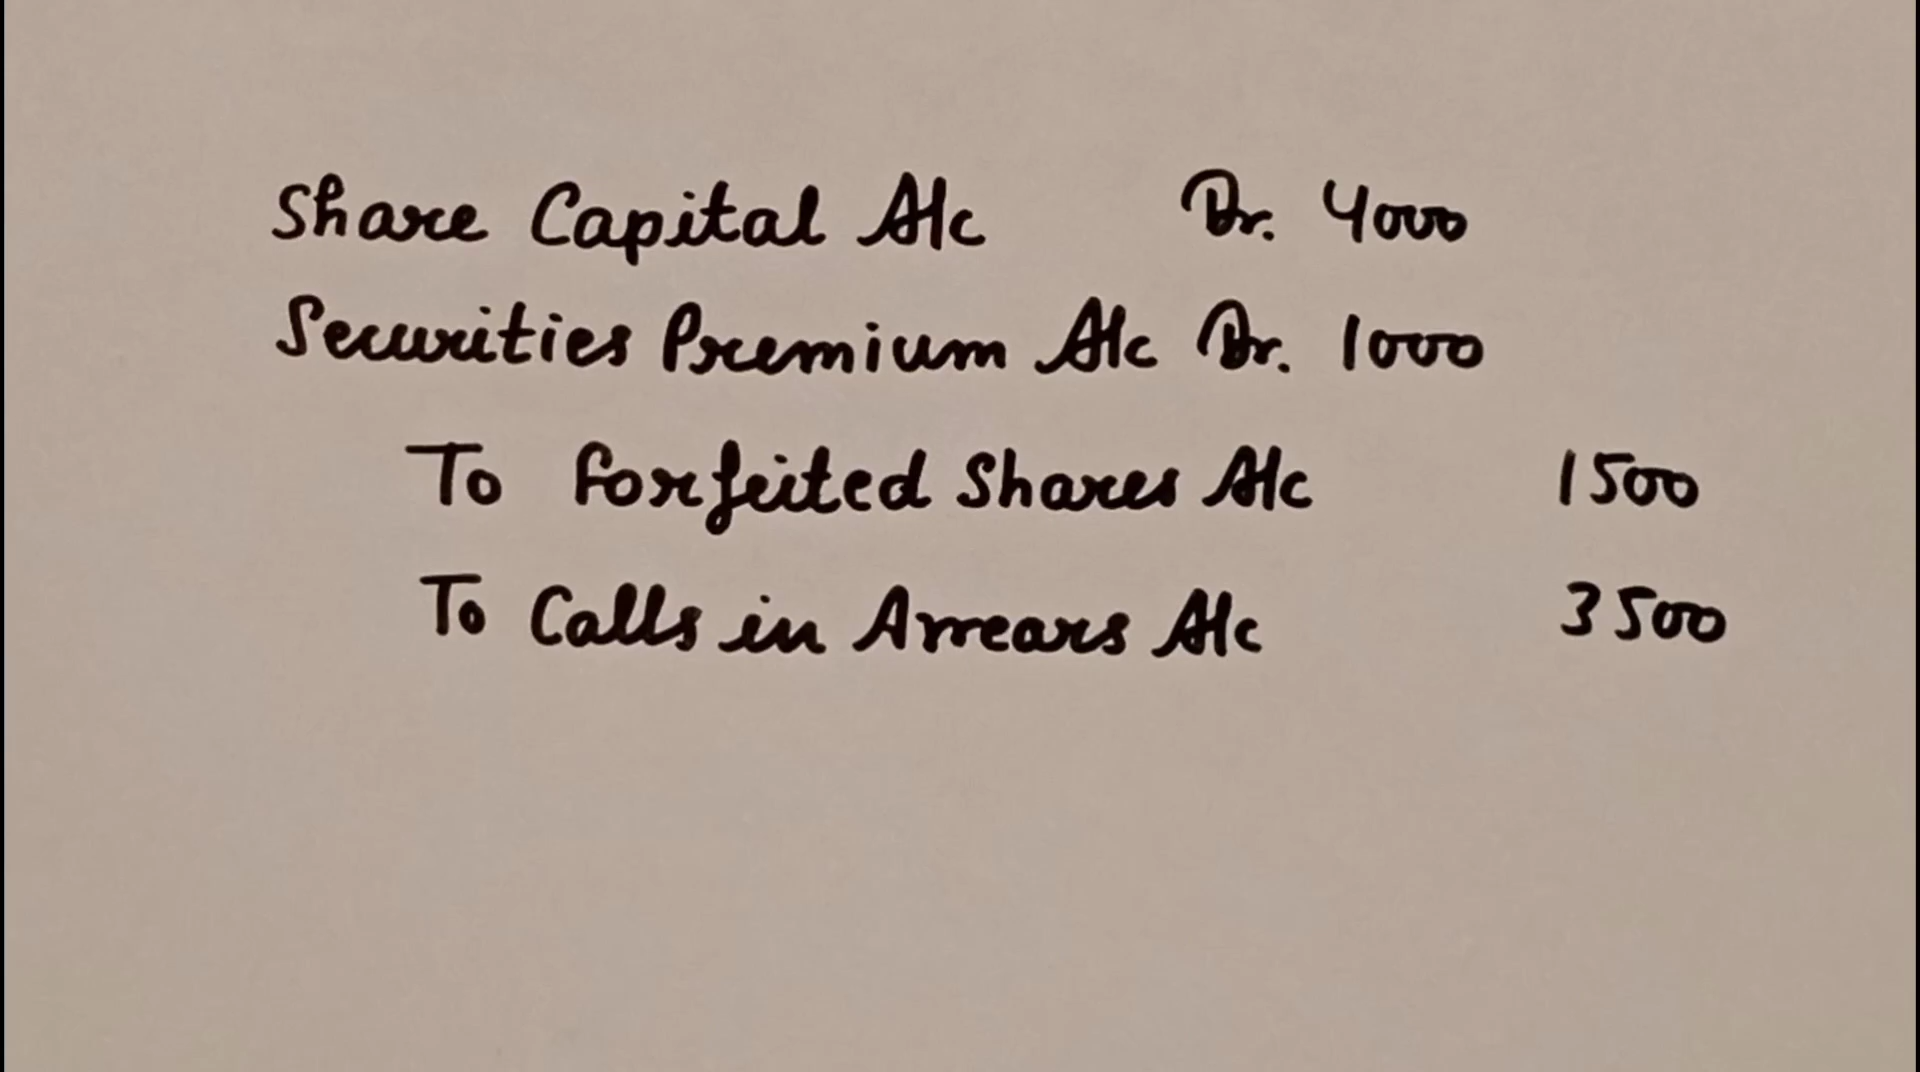 Share Capital A/c Dr. 4000
Securities Premium A/c Dr. 1000
To forfeited Shares A/c 1500
To Calls in Arrears A/c 3500